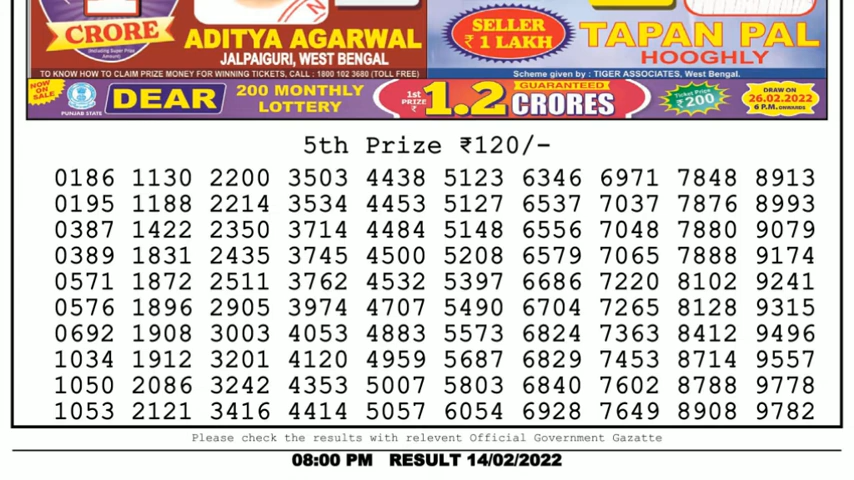 CRORE
(Including Super Prize Amount)
ADITYA AGARWAL
JALPAIGURI, WEST BENGAL
TO KNOW HOW TO CLAIM PRIZE MONEY FOR WINNING TICKETS, CALL : 1800 102 3680 (TOLL FREE)
SELLER
₹ 1 LAKH
TAPAN PAL
HOOGHLY
Scheme given by : TIGER ASSOCIATES, West Bengal.
NOW ON SALE
PUNJAB STATE
DEAR
200 MONTHLY
LOTTERY
1st PRIZE ₹
1.2
GUARANTEED
CRORES
Ticket Price
₹200
DRAW ON
26.02.2022
6 P.M. ONWARDS
5th Prize ₹120/-
0186 1130 2200 3503 4438 5123 6346 6971 7848 8913
0195 1188 2214 3534 4453 5127 6537 7037 7876 8993
0387 1422 2350 3714 4484 5148 6556 7048 7880 9079
0389 1831 2435 3745 4500 5208 6579 7065 7888 9174
0571 1872 2511 3762 4532 5397 6686 7220 8102 9241
0576 1896 2905 3974 4707 5490 6704 7265 8128 9315
0692 1908 3003 4053 4883 5573 6824 7363 8412 9496
1034 1912 3201 4120 4959 5687 6829 7453 8714 9557
1050 2086 3242 4353 5007 5803 6840 7602 8788 9778
1053 2121 3416 4414 5057 6054 6928 7649 8908 9782
Please check the results with relevent Official Government Gazatte
08:00 PM RESULT 14/02/2022